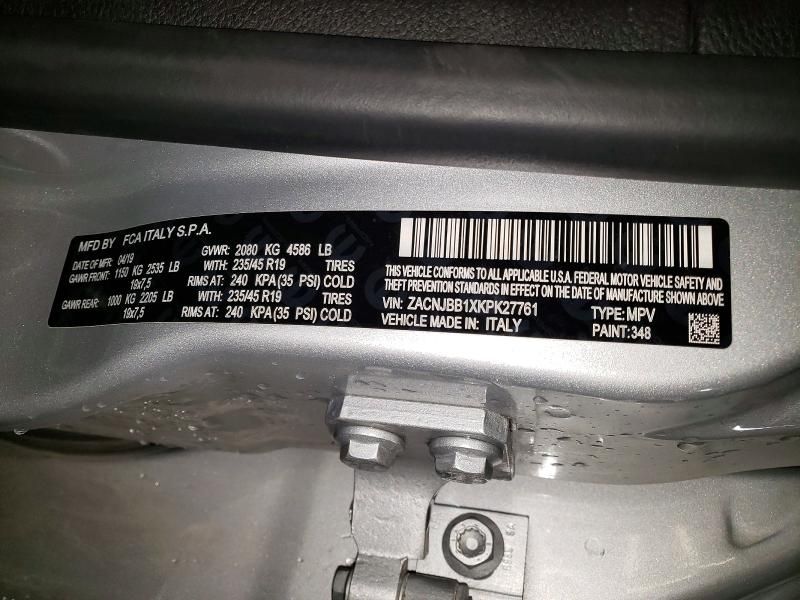 MFD BY FCA ITALY S.P.A.
DATE OF MFR: 04/19 GVWR: 2080 KG 4586 LB
GAWR FRONT: 1150 KG 2535 LB WITH: 235/45 R19 TIRES
19x7,5 RIMS AT: 240 KPA(35 PSI) COLD
GAWR REAR: 1000 KG 2205 LB WITH: 235/45 R19 TIRES
19x7,5 RIMS AT: 240 KPA(35 PSI) COLD
THIS VEHICLE CONFORMS TO ALL APPLICABLE U.S.A. FEDERAL MOTOR VEHICLE SAFETY AND
THEFT PREVENTION STANDARDS IN EFFECT ON THE DATE OF MANUFACTURE SHOWN ABOVE.
VIN: ZACNJBB1XKPK27761 TYPE: MPV
VEHICLE MADE IN: ITALY PAINT: 348